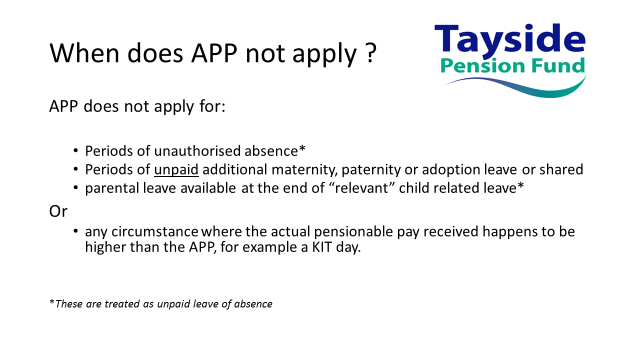 When does APP not apply ?
Tayside
Pension Fund
APP does not apply for:
• Periods of unauthorised absence*
• Periods of unpaid additional maternity, paternity or adoption leave or shared
• parental leave available at the end of “relevant” child related leave*
Or
• any circumstance where the actual pensionable pay received happens to be
higher than the APP, for example a KIT day.
*These are treated as unpaid leave of absence